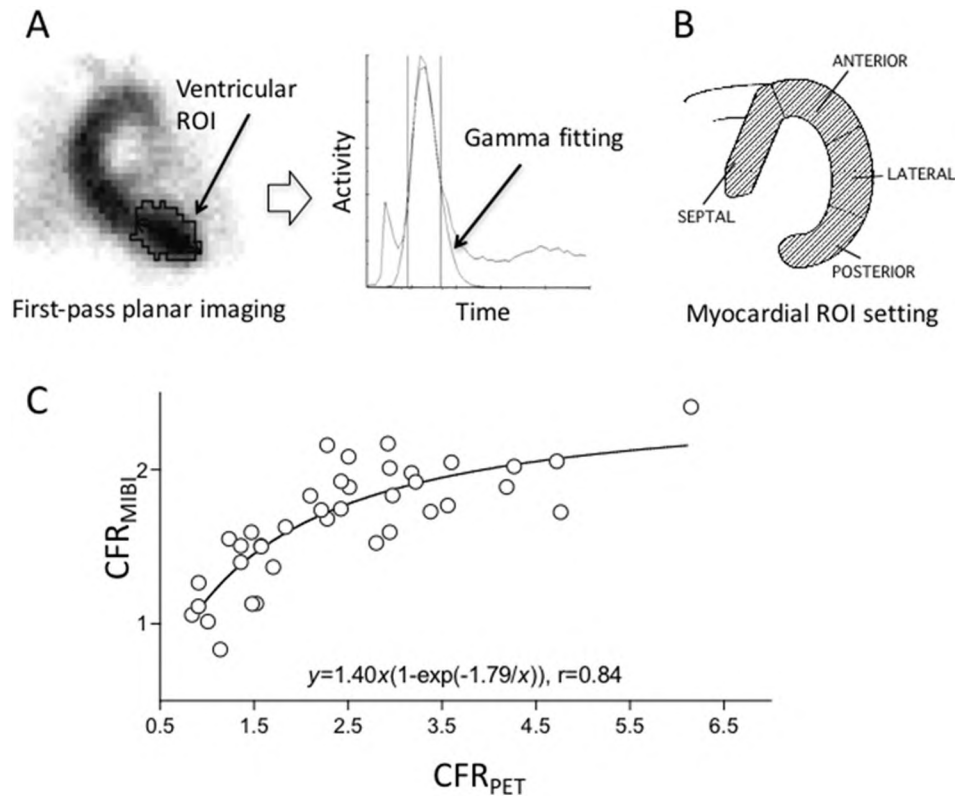 A
Ventricular
ROI
Gamma fitting
Activity
Time
First-pass planar imaging
B
ANTERIOR
LATERAL
SEPTAL
POSTERIOR
Myocardial ROI setting
C
CFRMIBI
2
1
y=1.40x(1-exp(-1.79/x)), r=0.84
0.5 1.5 2.5 3.5 4.5 5.5 6.5
CFRPET